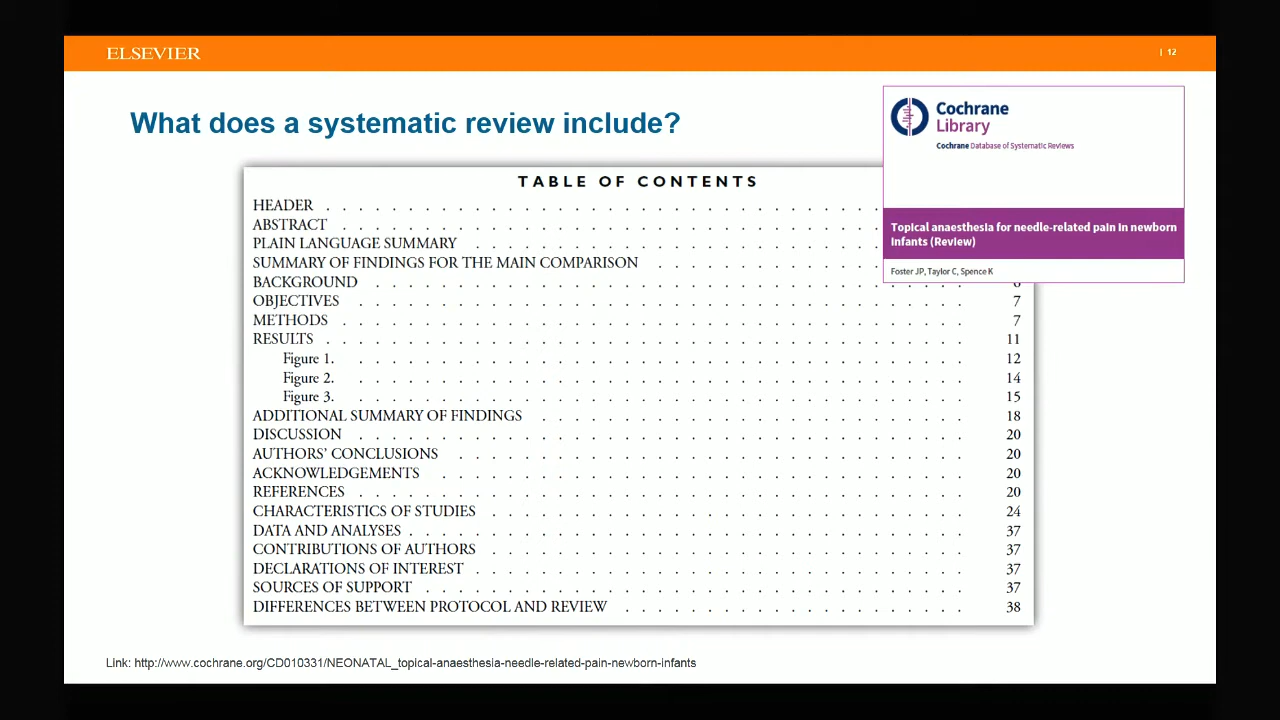 ELSEVIER
| 12
What does a systematic review include?
Cochrane
Library
Cochrane Database of Systematic Reviews
Topical anaesthesia for needle-related pain in newborn
infants (Review)
Foster JP, Taylor C, Spence K
TABLE OF CONTENTS
HEADER
ABSTRACT
PLAIN LANGUAGE SUMMARY
SUMMARY OF FINDINGS FOR THE MAIN COMPARISON
BACKGROUND
OBJECTIVES 7
METHODS 7
RESULTS 11
Figure 1. 12
Figure 2. 14
Figure 3. 15
ADDITIONAL SUMMARY OF FINDINGS 18
DISCUSSION 20
AUTHORS' CONCLUSIONS 20
ACKNOWLEDGEMENTS 20
REFERENCES 20
CHARACTERISTICS OF STUDIES 24
DATA AND ANALYSES 37
CONTRIBUTIONS OF AUTHORS 37
DECLARATIONS OF INTEREST 37
SOURCES OF SUPPORT 37
DIFFERENCES BETWEEN PROTOCOL AND REVIEW 38
Link: http://www.cochrane.org/CD010331/NEONATAL_topical-anaesthesia-needle-related-pain-newborn-infants